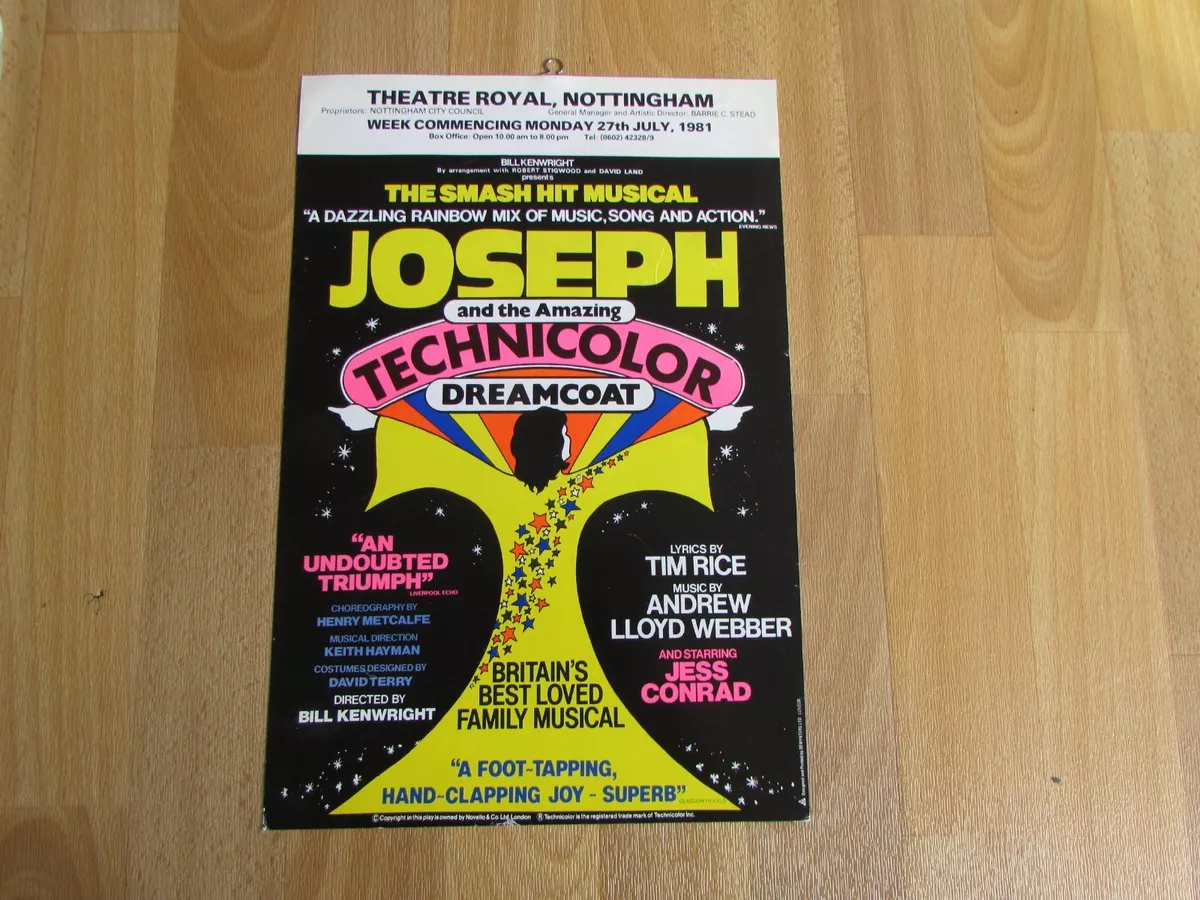 THEATRE ROYAL, NOTTINGHAM
Proprietors: NOTTINGHAM CITY COUNCIL General Manager and Artistic Director: BARRIE C. STEAD
WEEK COMMENCING MONDAY 27th JULY, 1981
Box Office: Open 10.00 am to 8.00 pm Tel: (0602) 42328/9
BILL KENWRIGHT
By arrangement with ROBERT STIGWOOD and DAVID LAND
presents
THE SMASH HIT MUSICAL
“A DAZZLING RAINBOW MIX OF MUSIC, SONG AND ACTION.”
EVENING NEWS
JOSEPH
and the Amazing
TECHNICOLOR
DREAMCOAT
“AN
UNDOUBTED
TRIUMPH”
LIVERPOOL ECHO
CHOREOGRAPHY BY
HENRY METCALFE
MUSICAL DIRECTION
KEITH HAYMAN
COSTUMES DESIGNED BY
DAVID TERRY
DIRECTED BY
BILL KENWRIGHT
LYRICS BY
TIM RICE
MUSIC BY
ANDREW
LLOYD WEBBER
AND STARRING
JESS
CONRAD
BRITAIN'S
BEST LOVED
FAMILY MUSICAL
“A FOOT-TAPPING,
HAND-CLAPPING JOY - SUPERB”
GLASGOW HERALD
© Copyright in this play is owned by Novello & Co. Ltd. London ® Technicolor is the registered trade mark of Technicolor Inc.